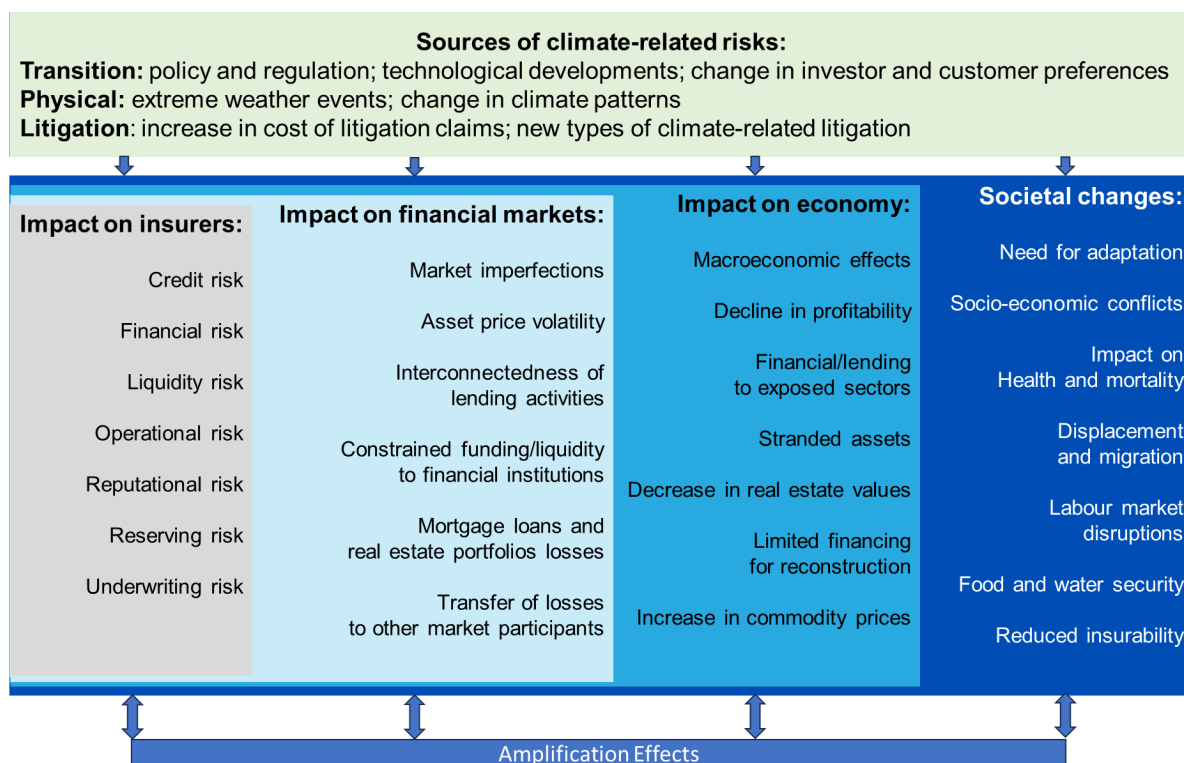 Sources of climate-related risks:
Transition: policy and regulation; technological developments; change in investor and customer preferences
Physical: extreme weather events; change in climate patterns
Litigation: increase in cost of litigation claims; new types of climate-related litigation
Impact on insurers:
Credit risk
Financial risk
Liquidity risk
Operational risk
Reputational risk
Reserving risk
Underwriting risk
Impact on financial markets:
Market imperfections
Asset price volatility
Interconnectedness of
lending activities
Constrained funding/liquidity
to financial institutions
Mortgage loans and
real estate portfolios losses
Transfer of losses
to other market participants
Impact on economy:
Macroeconomic effects
Decline in profitability
Financial/lending
to exposed sectors
Stranded assets
Decrease in real estate values
Limited financing
for reconstruction
Increase in commodity prices
Societal changes:
Need for adaptation
Socio-economic conflicts
Impact on
Health and mortality
Displacement
and migration
Labour market
disruptions
Food and water security
Reduced insurability
Amplification Effects